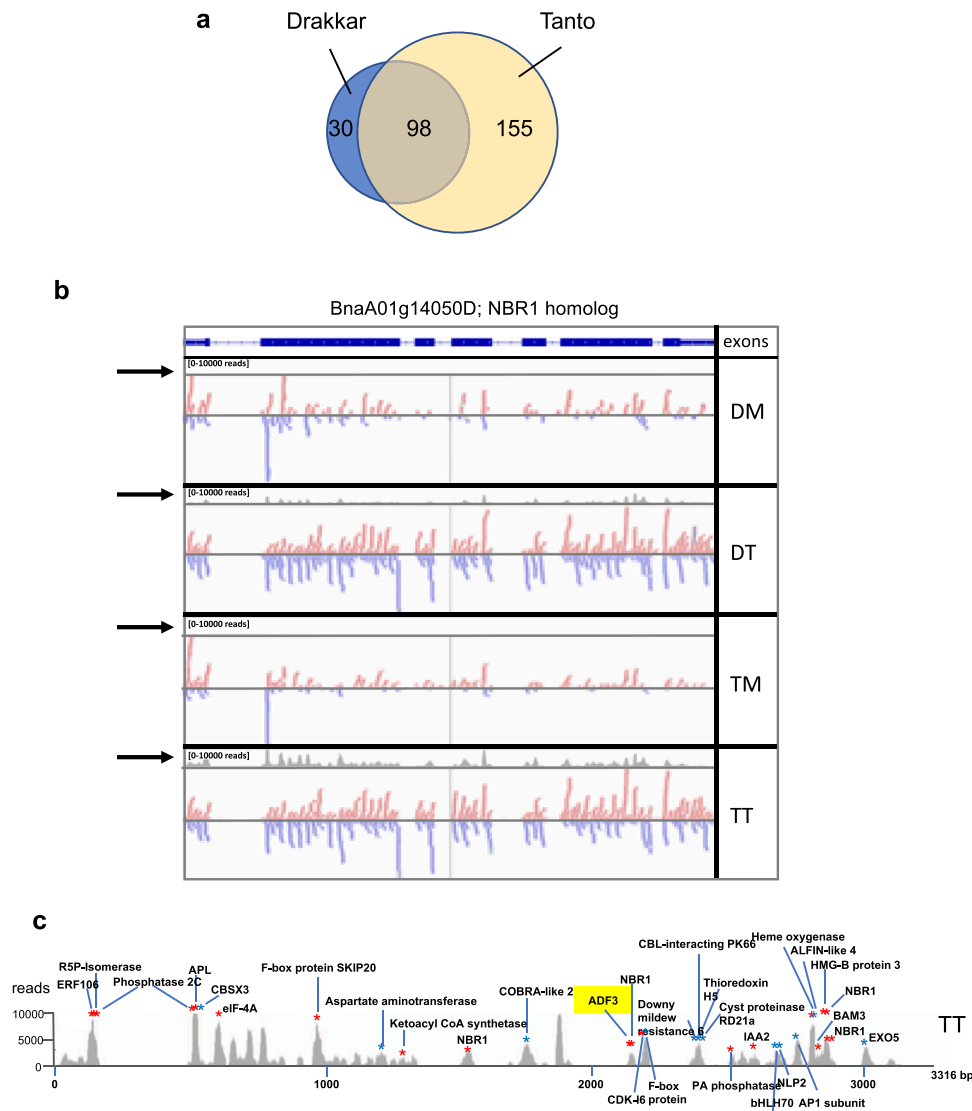 a
Drakkar
Tanto
30
98
155
b
BnaA01g14050D; NBR1 homolog
exons
[0-10000 reads]
DM
[0-10000 reads]
DT
[0-10000 reads]
TM
[0-10000 reads]
TT
c
Heme oxygenase
CBL-interacting PK66
ALFIN-like 4
HMG-B protein 3
R5P-Isomerase
APL
F-box protein SKIP20
NBR1
Thioredoxin
H5
NBR1
ERF106
Phosphatase 2C
CBSX3
COBRA-like 2
ADF3
Downy
mildew
resistance 6
Cyst proteinase
RD21a
BAM3
reads
10000
eIF-4A
Aspartate aminotransferase
Ketoacyl CoA synthetase
NBR1
IAA2
NBR1
EXO5
TT
5000
0
F-box
protein
CDK-I6
PA phosphatase
NLP2
bHLH70
AP1 subunit
0
1000
2000
3000
3316 bp